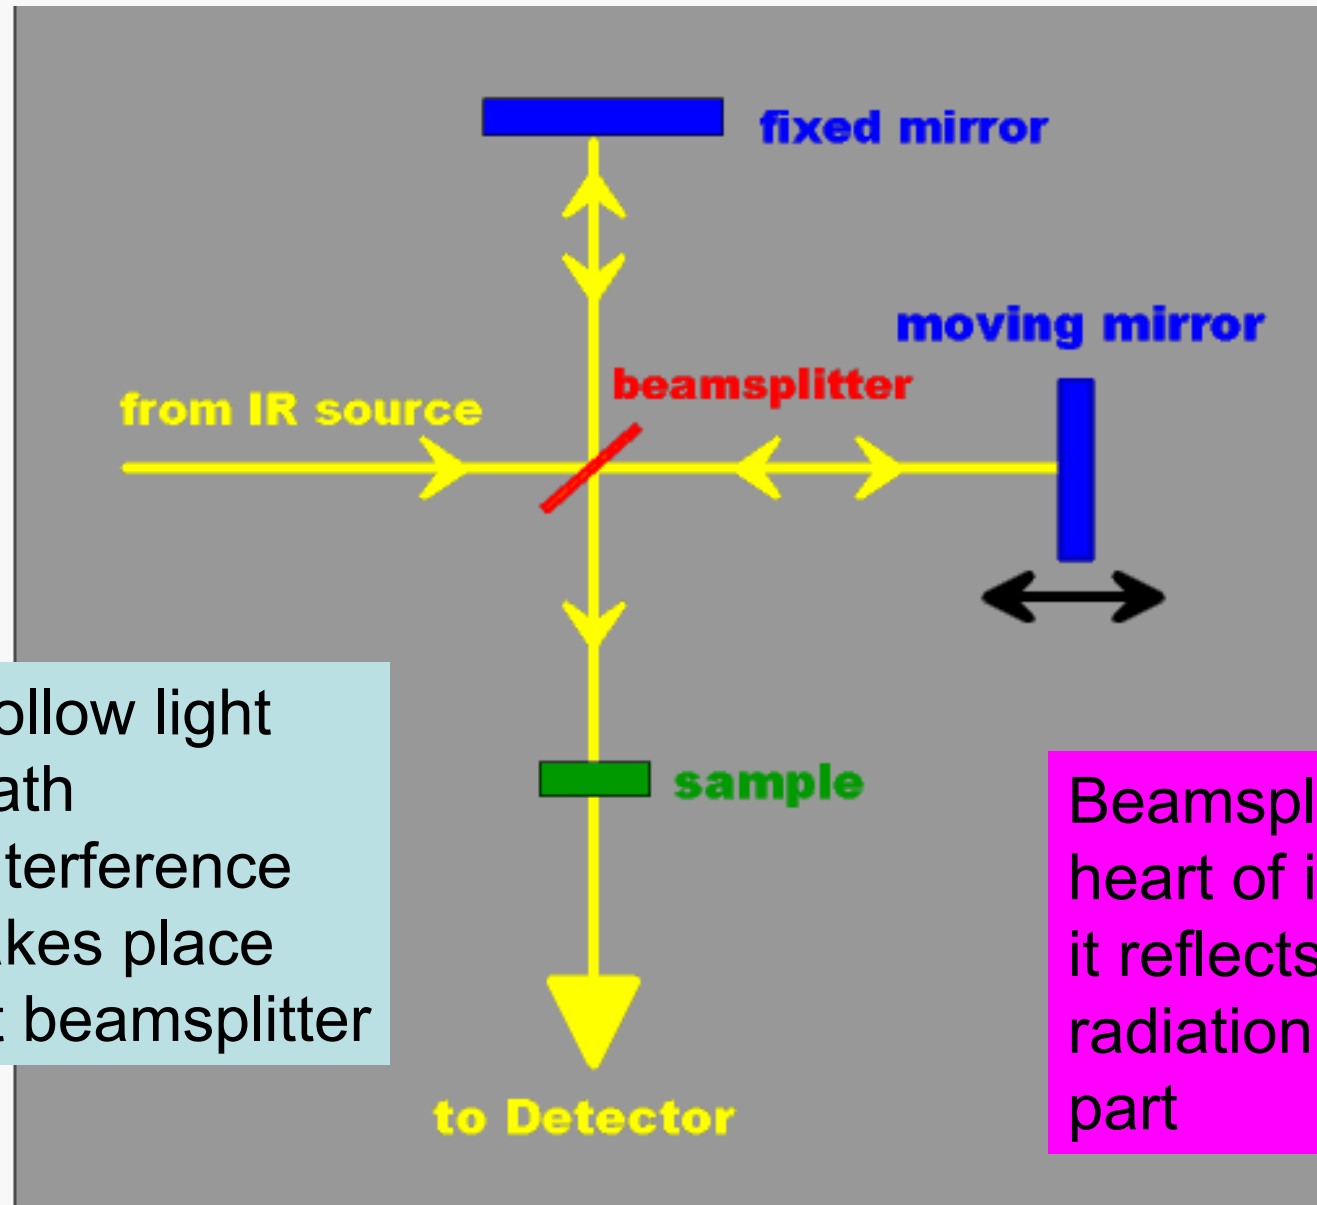 fixed mirror
moving mirror
beamsplitter
from IR source
ollow light
ath
terference
akes place
t beamsplitter
sample
Beamspl
heart of i
it reflects
radiation
part
to Detector